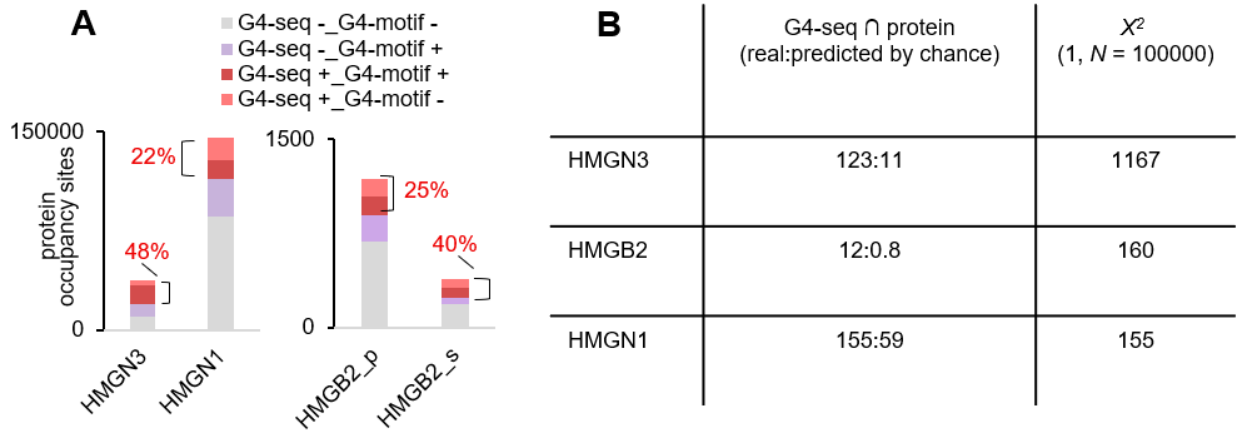 A
G4-seq -_G4-motif -
G4-seq -_G4-motif +
G4-seq +_G4-motif +
G4-seq +_G4-motif -
protein
occupancy sites
150000
0
22%
48%
HMGN3
HMGN1
1500
0
25%
40%
HMGB2_p
HMGB2_s
B
G4-seq ∩ protein
(real:predicted by chance)
X²
(1, N = 100000)
HMGN3 123:11 1167
HMGB2 12:0.8 160
HMGN1 155:59 155